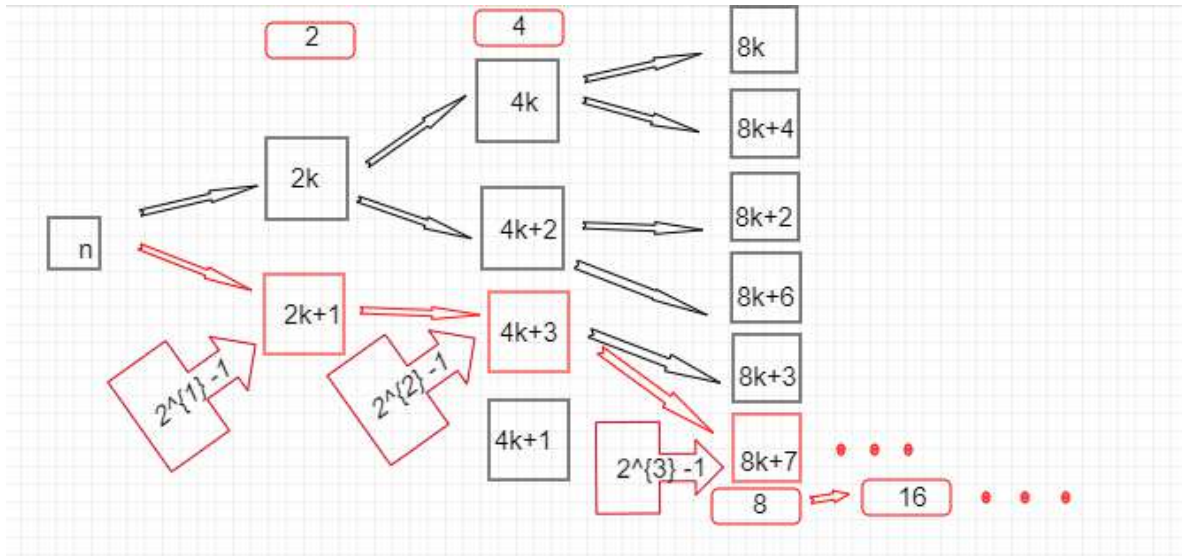 2
4
8k
4k
8k+4
2k
8k+2
4k+2
n
8k+6
2k+1
4k+3
8k+3
2^{1} -1
2^{2} -1
4k+1
8k+7
2^{3} -1
8
16